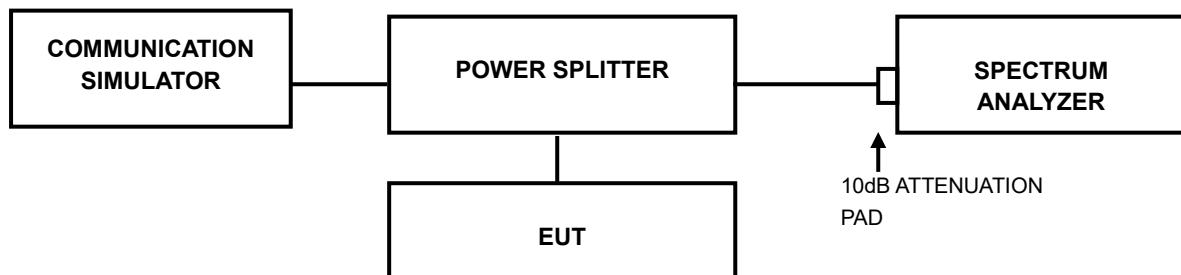 COMMUNICATION
SIMULATOR
POWER SPLITTER
SPECTRUM
ANALYZER
10dB ATTENUATION
PAD
EUT